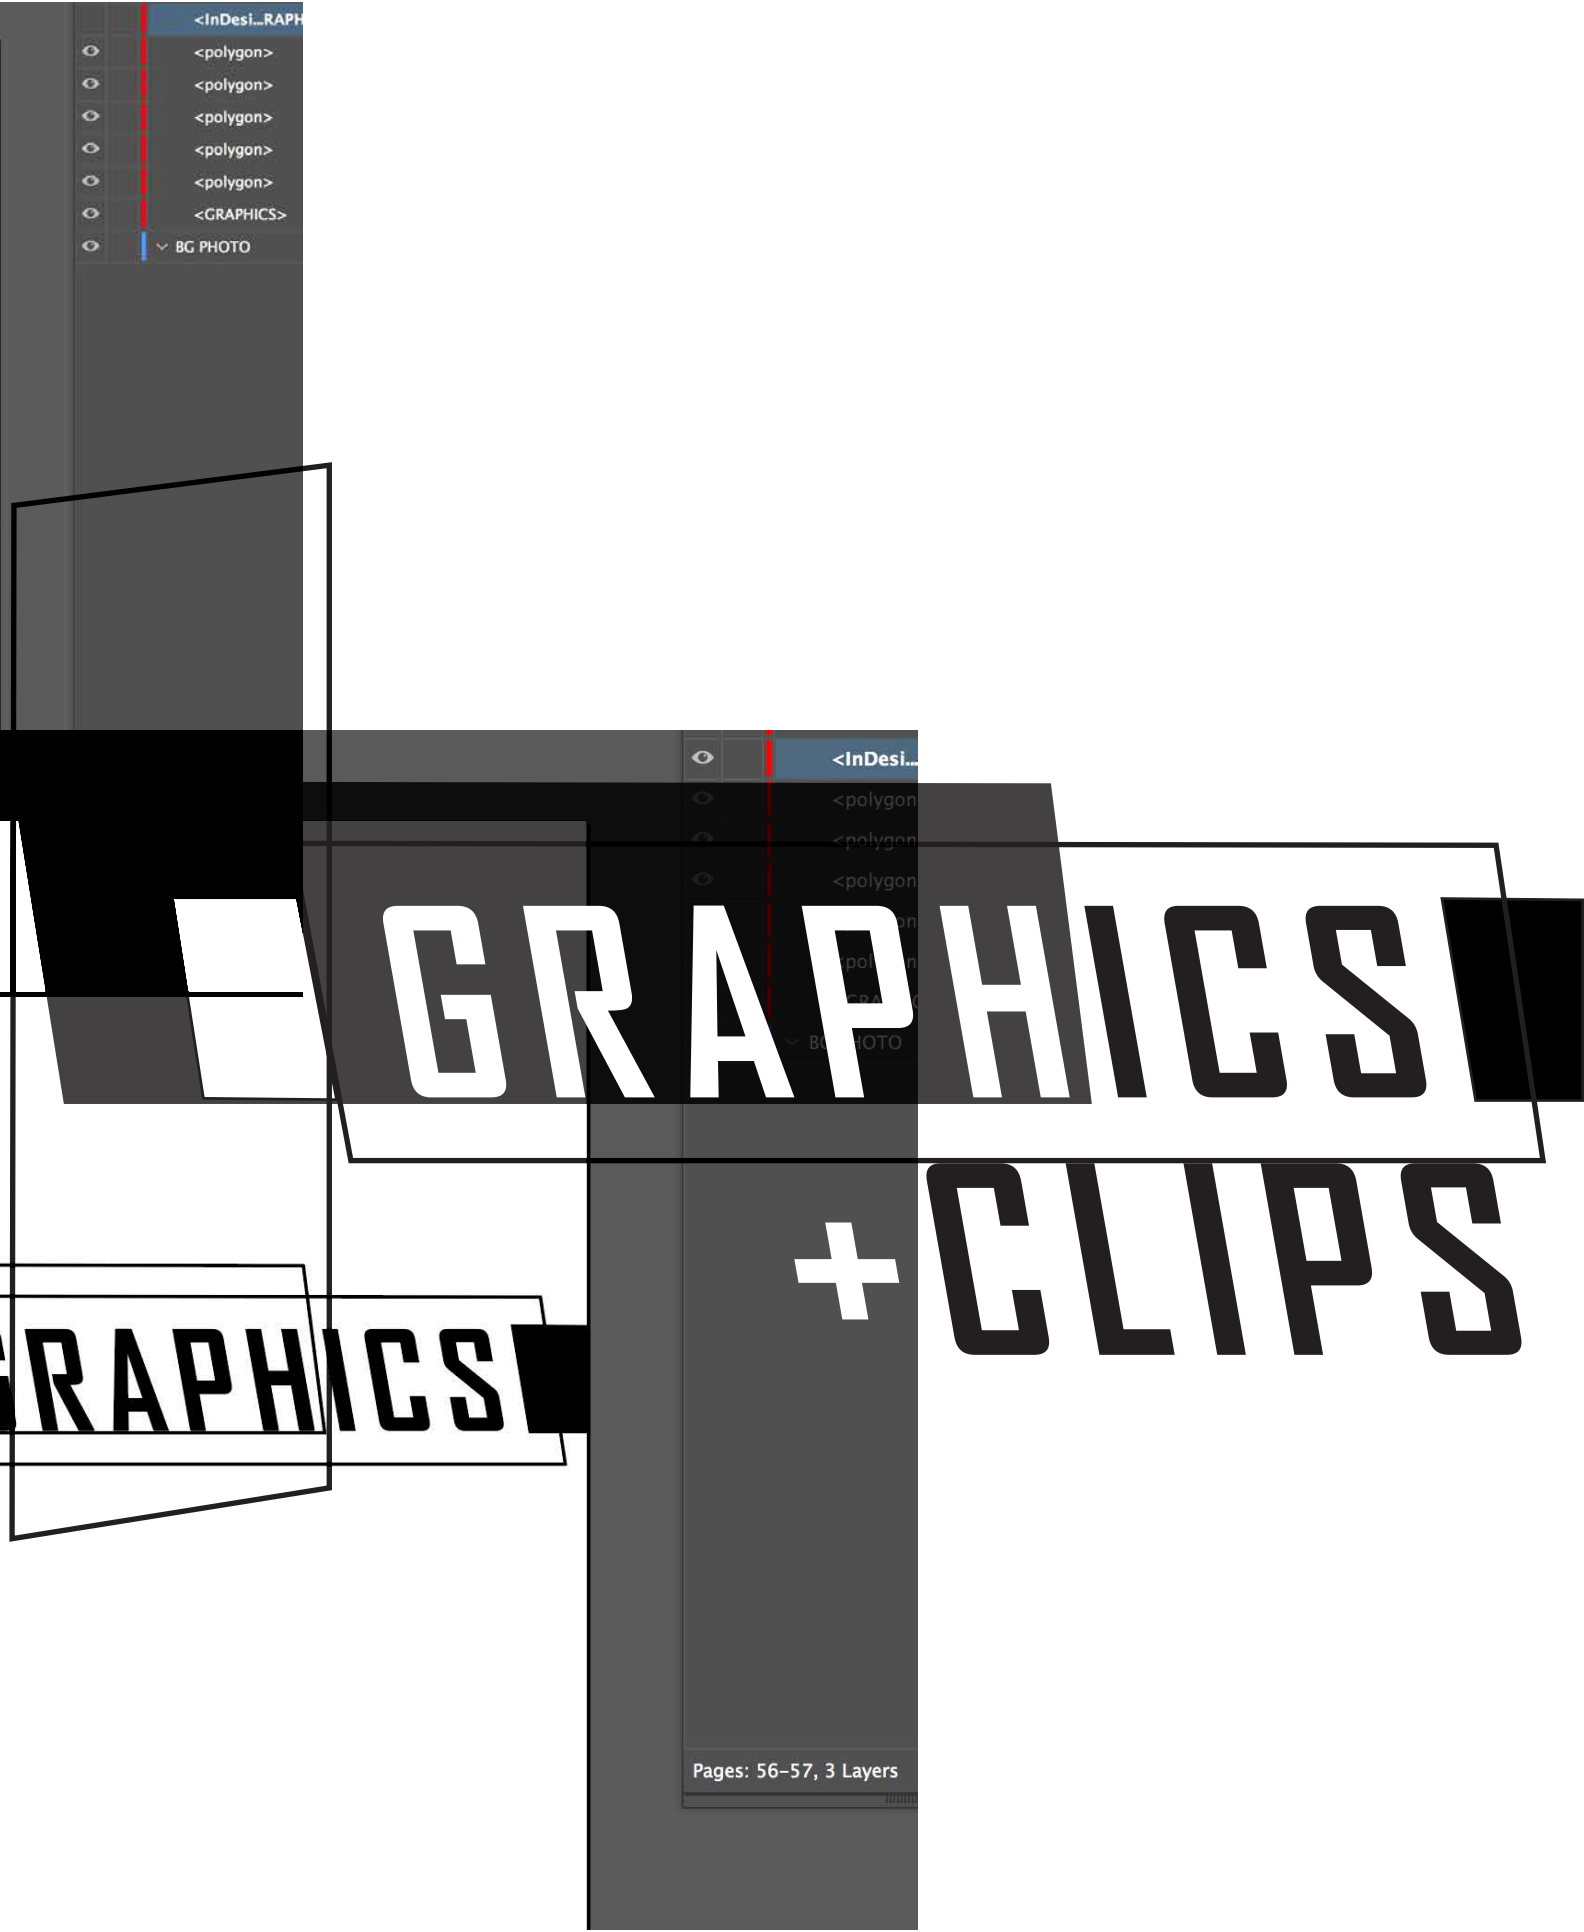 <InDesi...RAPH
<polygon>
<polygon>
<polygon>
<polygon>
<polygon>
<GRAPHICS>
BG PHOTO
<InDesi...
<polygon
<polygon
<polygon
GRAPHICS
+CLIPS
GRAPHICS
Pages: 56-57, 3 Layers